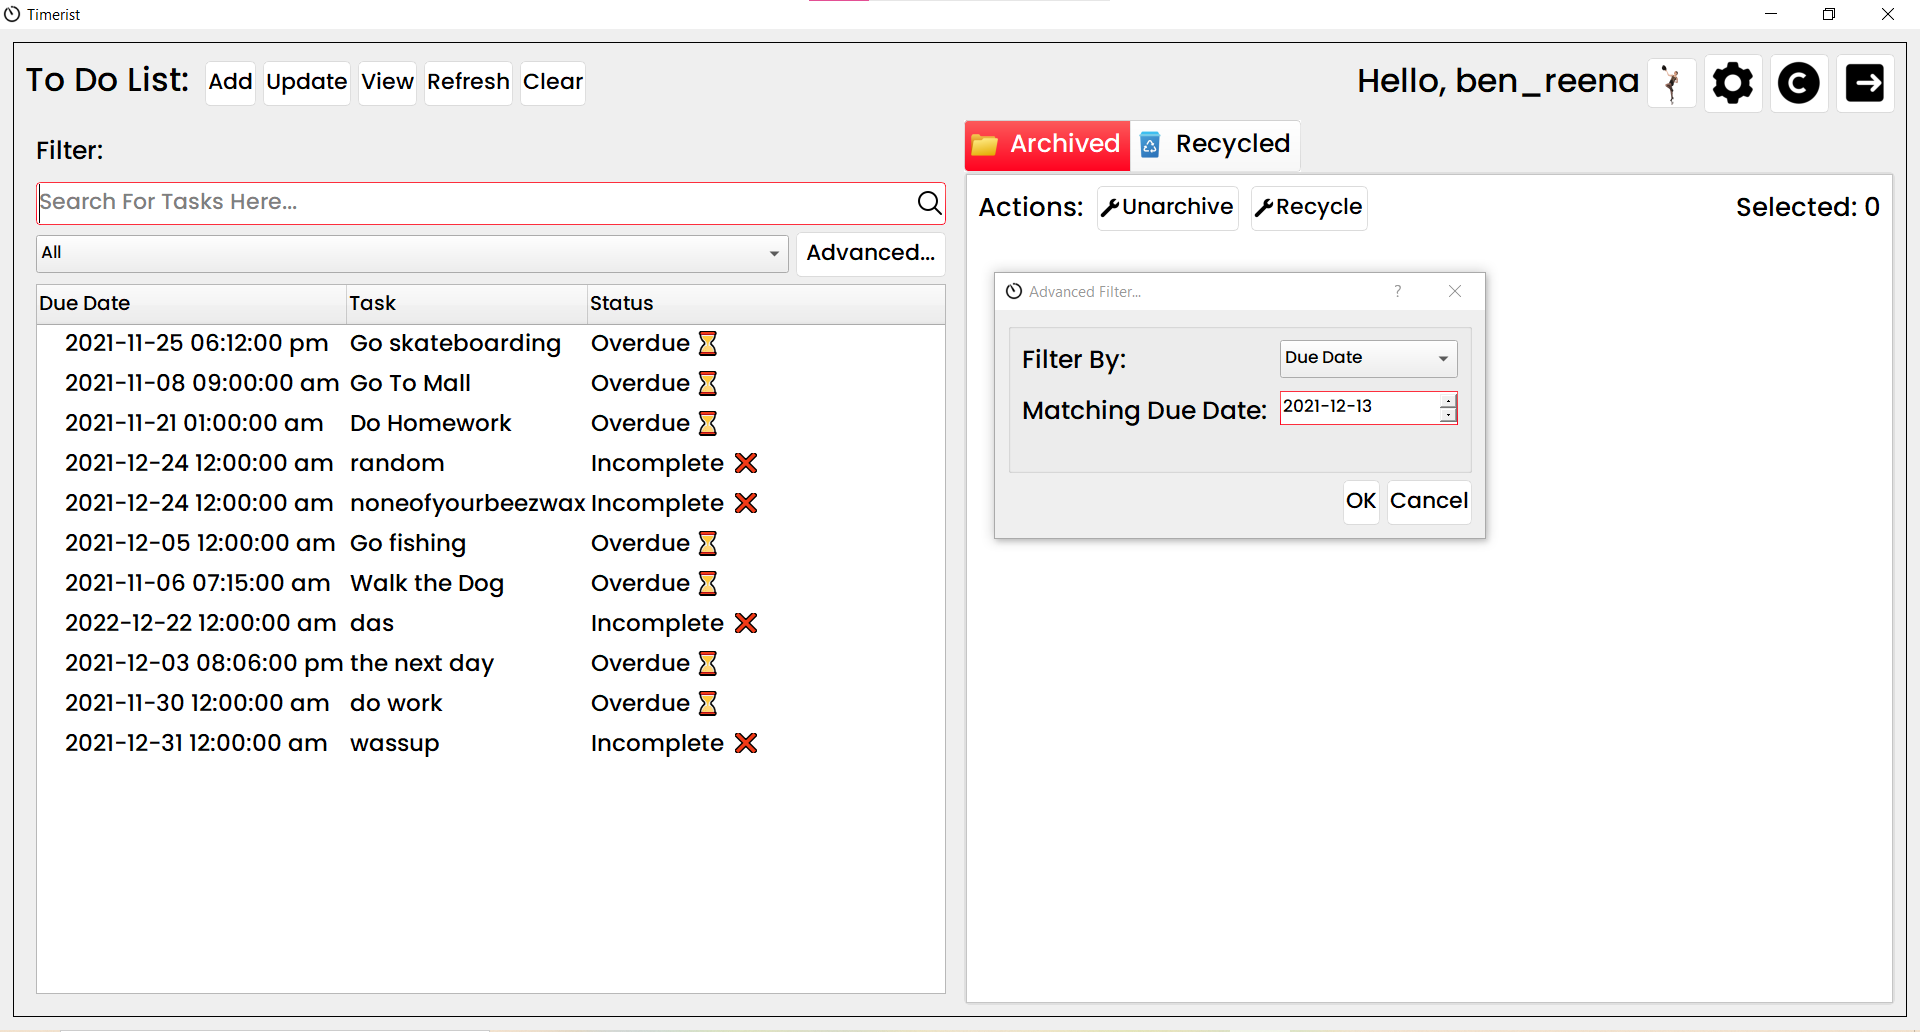 Timerist
To Do List: Add Update View Refresh Clear
Hello, ben_reena
Filter:
Search For Tasks Here...
All Advanced...
Due Date Task Status
2021-11-25 06:12:00 pm Go skateboarding Overdue
2021-11-08 09:00:00 am Go To Mall Overdue
2021-11-21 01:00:00 am Do Homework Overdue
2021-12-24 12:00:00 am random Incomplete
2021-12-24 12:00:00 am noneofyourbeezwax Incomplete
2021-12-05 12:00:00 am Go fishing Overdue
2021-11-06 07:15:00 am Walk the Dog Overdue
2022-12-22 12:00:00 am das Incomplete
2021-12-03 08:06:00 pm the next day Overdue
2021-11-30 12:00:00 am do work Overdue
2021-12-31 12:00:00 am wassup Incomplete
Archived Recycled
Actions: Unarchive Recycle Selected: 0
Advanced Filter... ?
Filter By: Due Date
Matching Due Date: 2021-12-13
OK Cancel